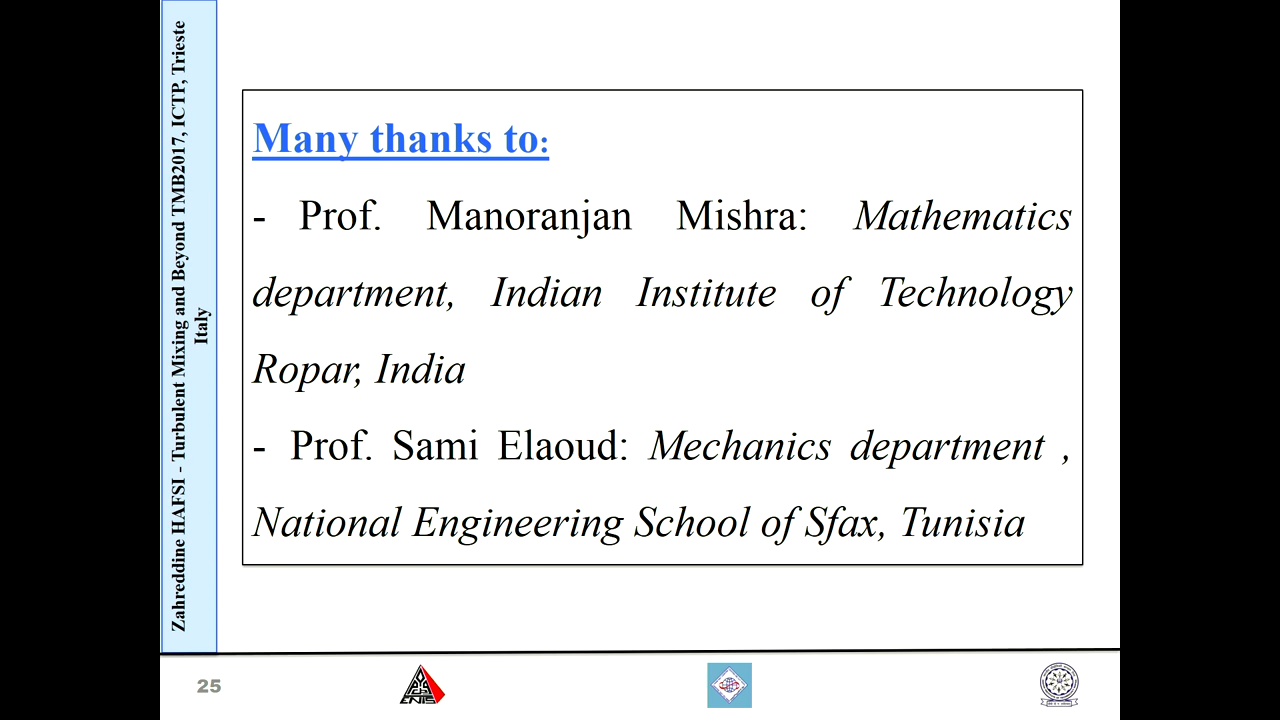 Zahreddine HAFSI - Turbulent Mixing and Beyond TMB2017, ICTP, Trieste
Italy
Many thanks to:
- Prof. Manoranjan Mishra: Mathematics
department, Indian Institute of Technology
Ropar, India
- Prof. Sami Elaoud: Mechanics department ,
National Engineering School of Sfax, Tunisia
25
ENIS